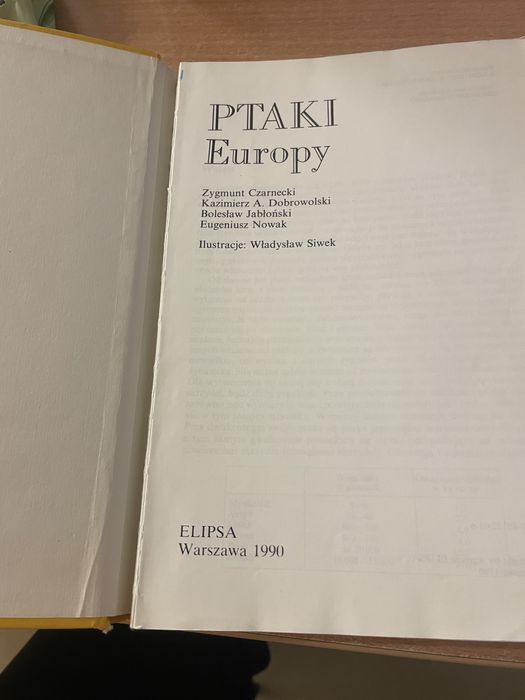 PTAKI
Europy
Zygmunt Czarnecki
Kazimierz A. Dobrowolski
Bolesław Jabłoński
Eugeniusz Nowak
Ilustracje: Władysław Siwek
ELIPSA
Warszawa 1990